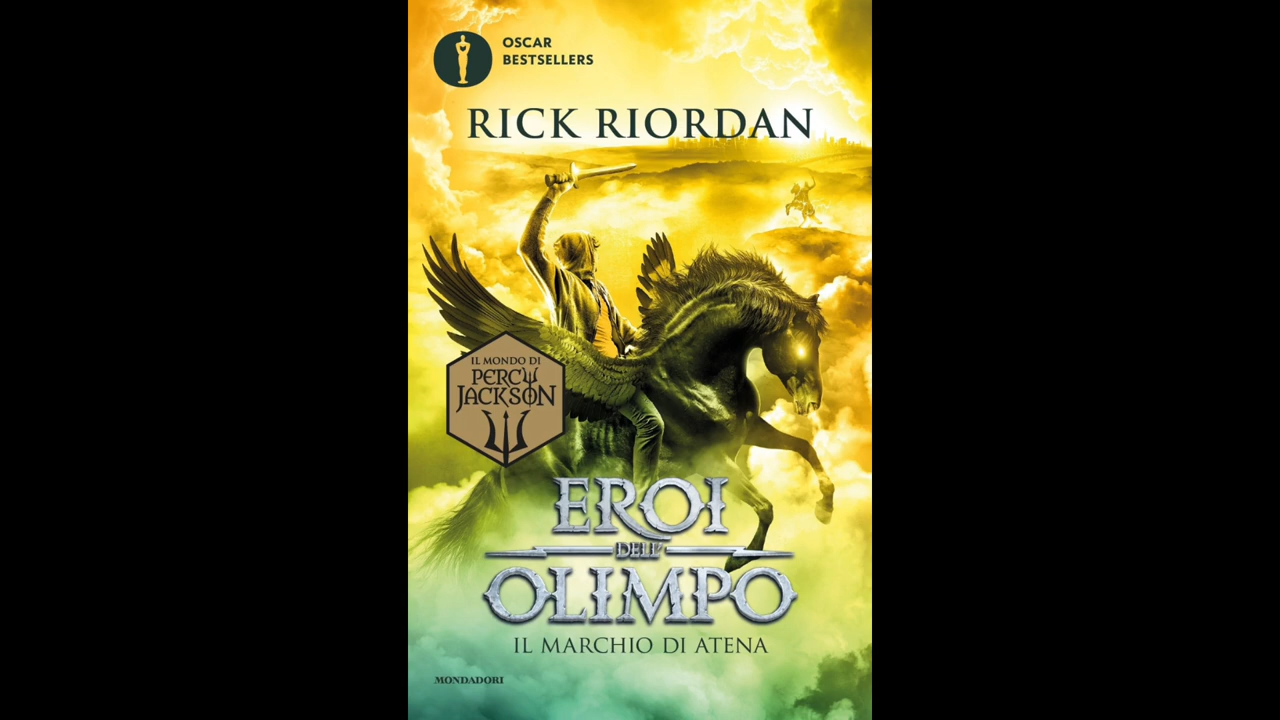 OSCAR
BESTSELLERS
RICK RIORDAN
IL MONDO DI
PERCY
JACKSON
EROI
DELL'
OLIMPO
IL MARCHIO DI ATENA
MONDADORI